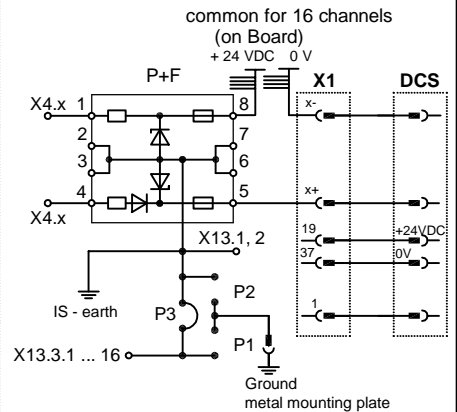 common for 16 channels
(on Board)
+ 24 VDC 0 V
P+F
X1
DCS
X4.x 1
8
x-
2
7
3
6
4
5
x+
X4.x
19
+24VDC
X13.1, 2
37
0V
IS - earth
P2
P3
1
P1
X13.3.1 ... 16
Ground
metal mounting plate